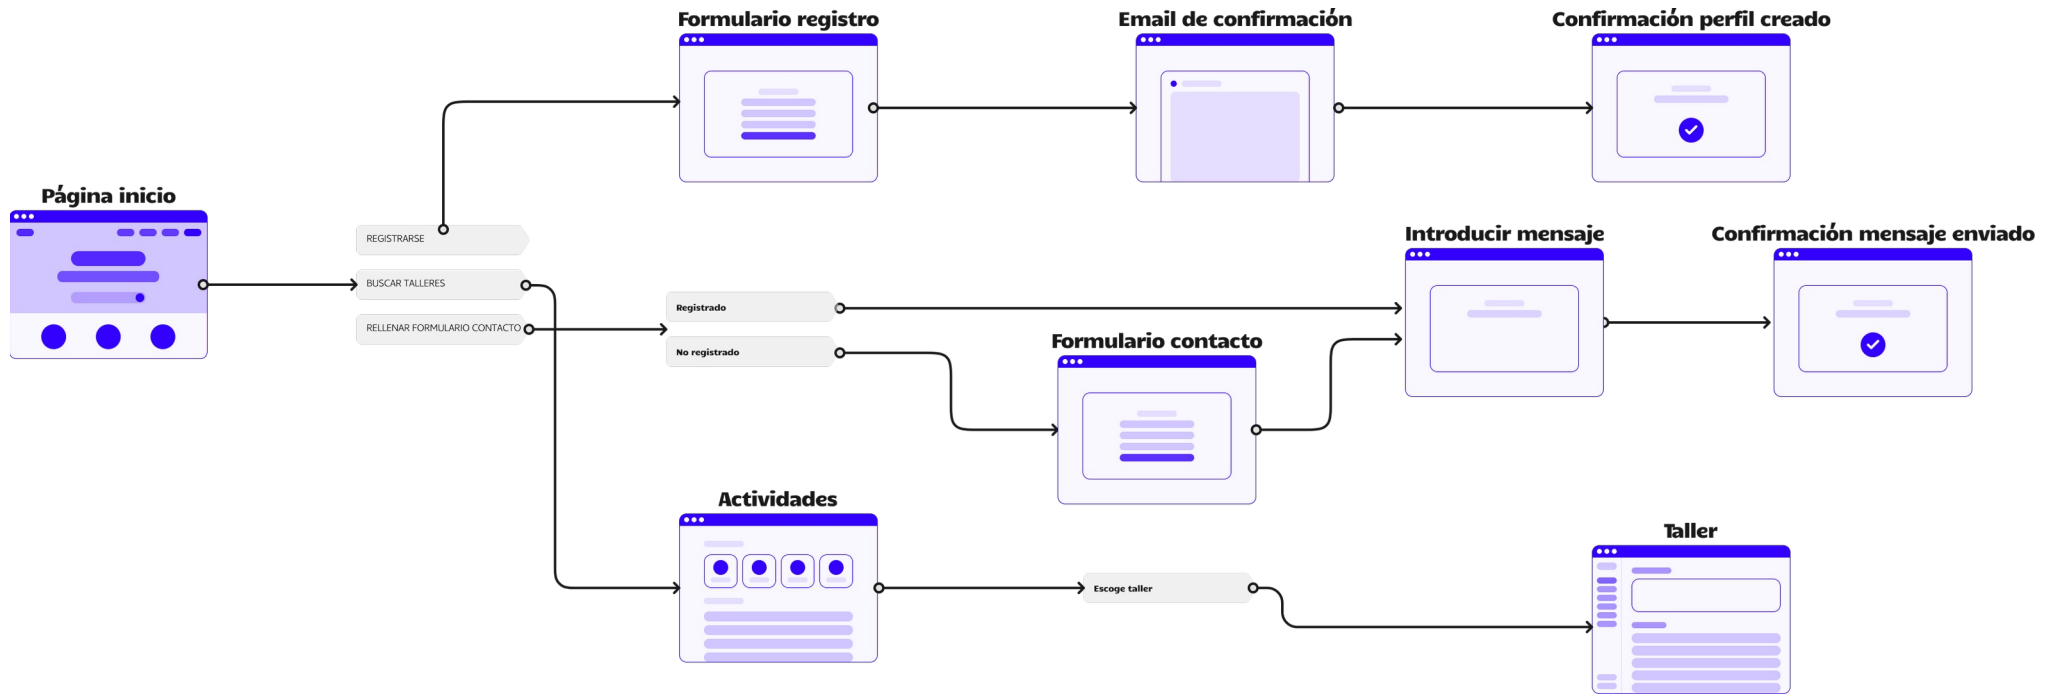 Formulario registro
Email de confirmación
Confirmación perfil creado
Página inicio
REGISTRARSE
BUSCAR TALLERES
RELLENAR FORMULARIO CONTACTO
Registrado
No registrado
Introducir mensaje
Confirmación mensaje enviado
Formulario contacto
Actividades
Escoge taller
Taller